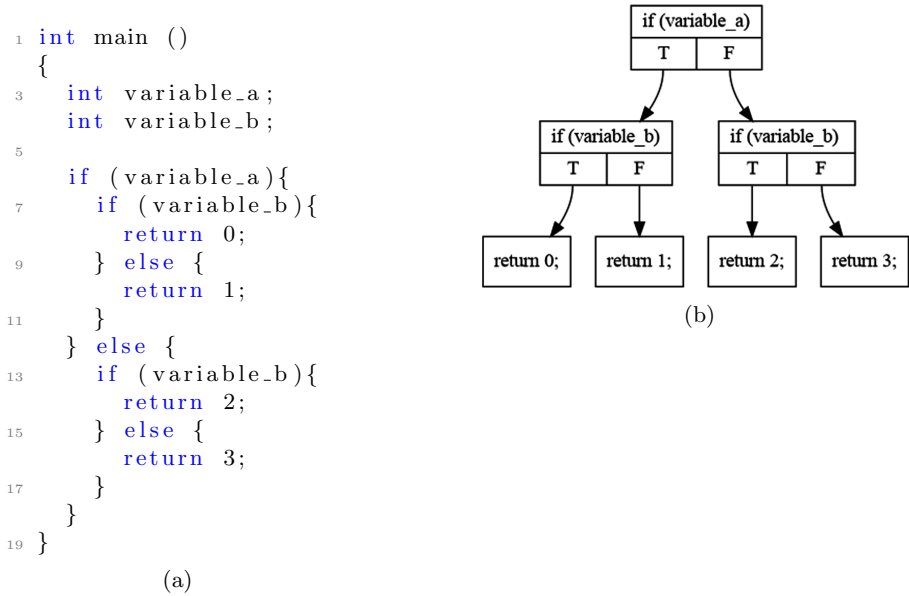 1 int main ()
{
3 int variable_a;
int variable_b;
5
if (variable_a){
7 if (variable_b){
return 0;
9 } else {
return 1;
11 }
} else {
13 if (variable_b){
return 2;
15 } else {
return 3;
17 }
}
19 }
(a)
if (variable_a)
T F
if (variable_b) if (variable_b)
T F T F
return 0; return 1; return 2; return 3;
(b)